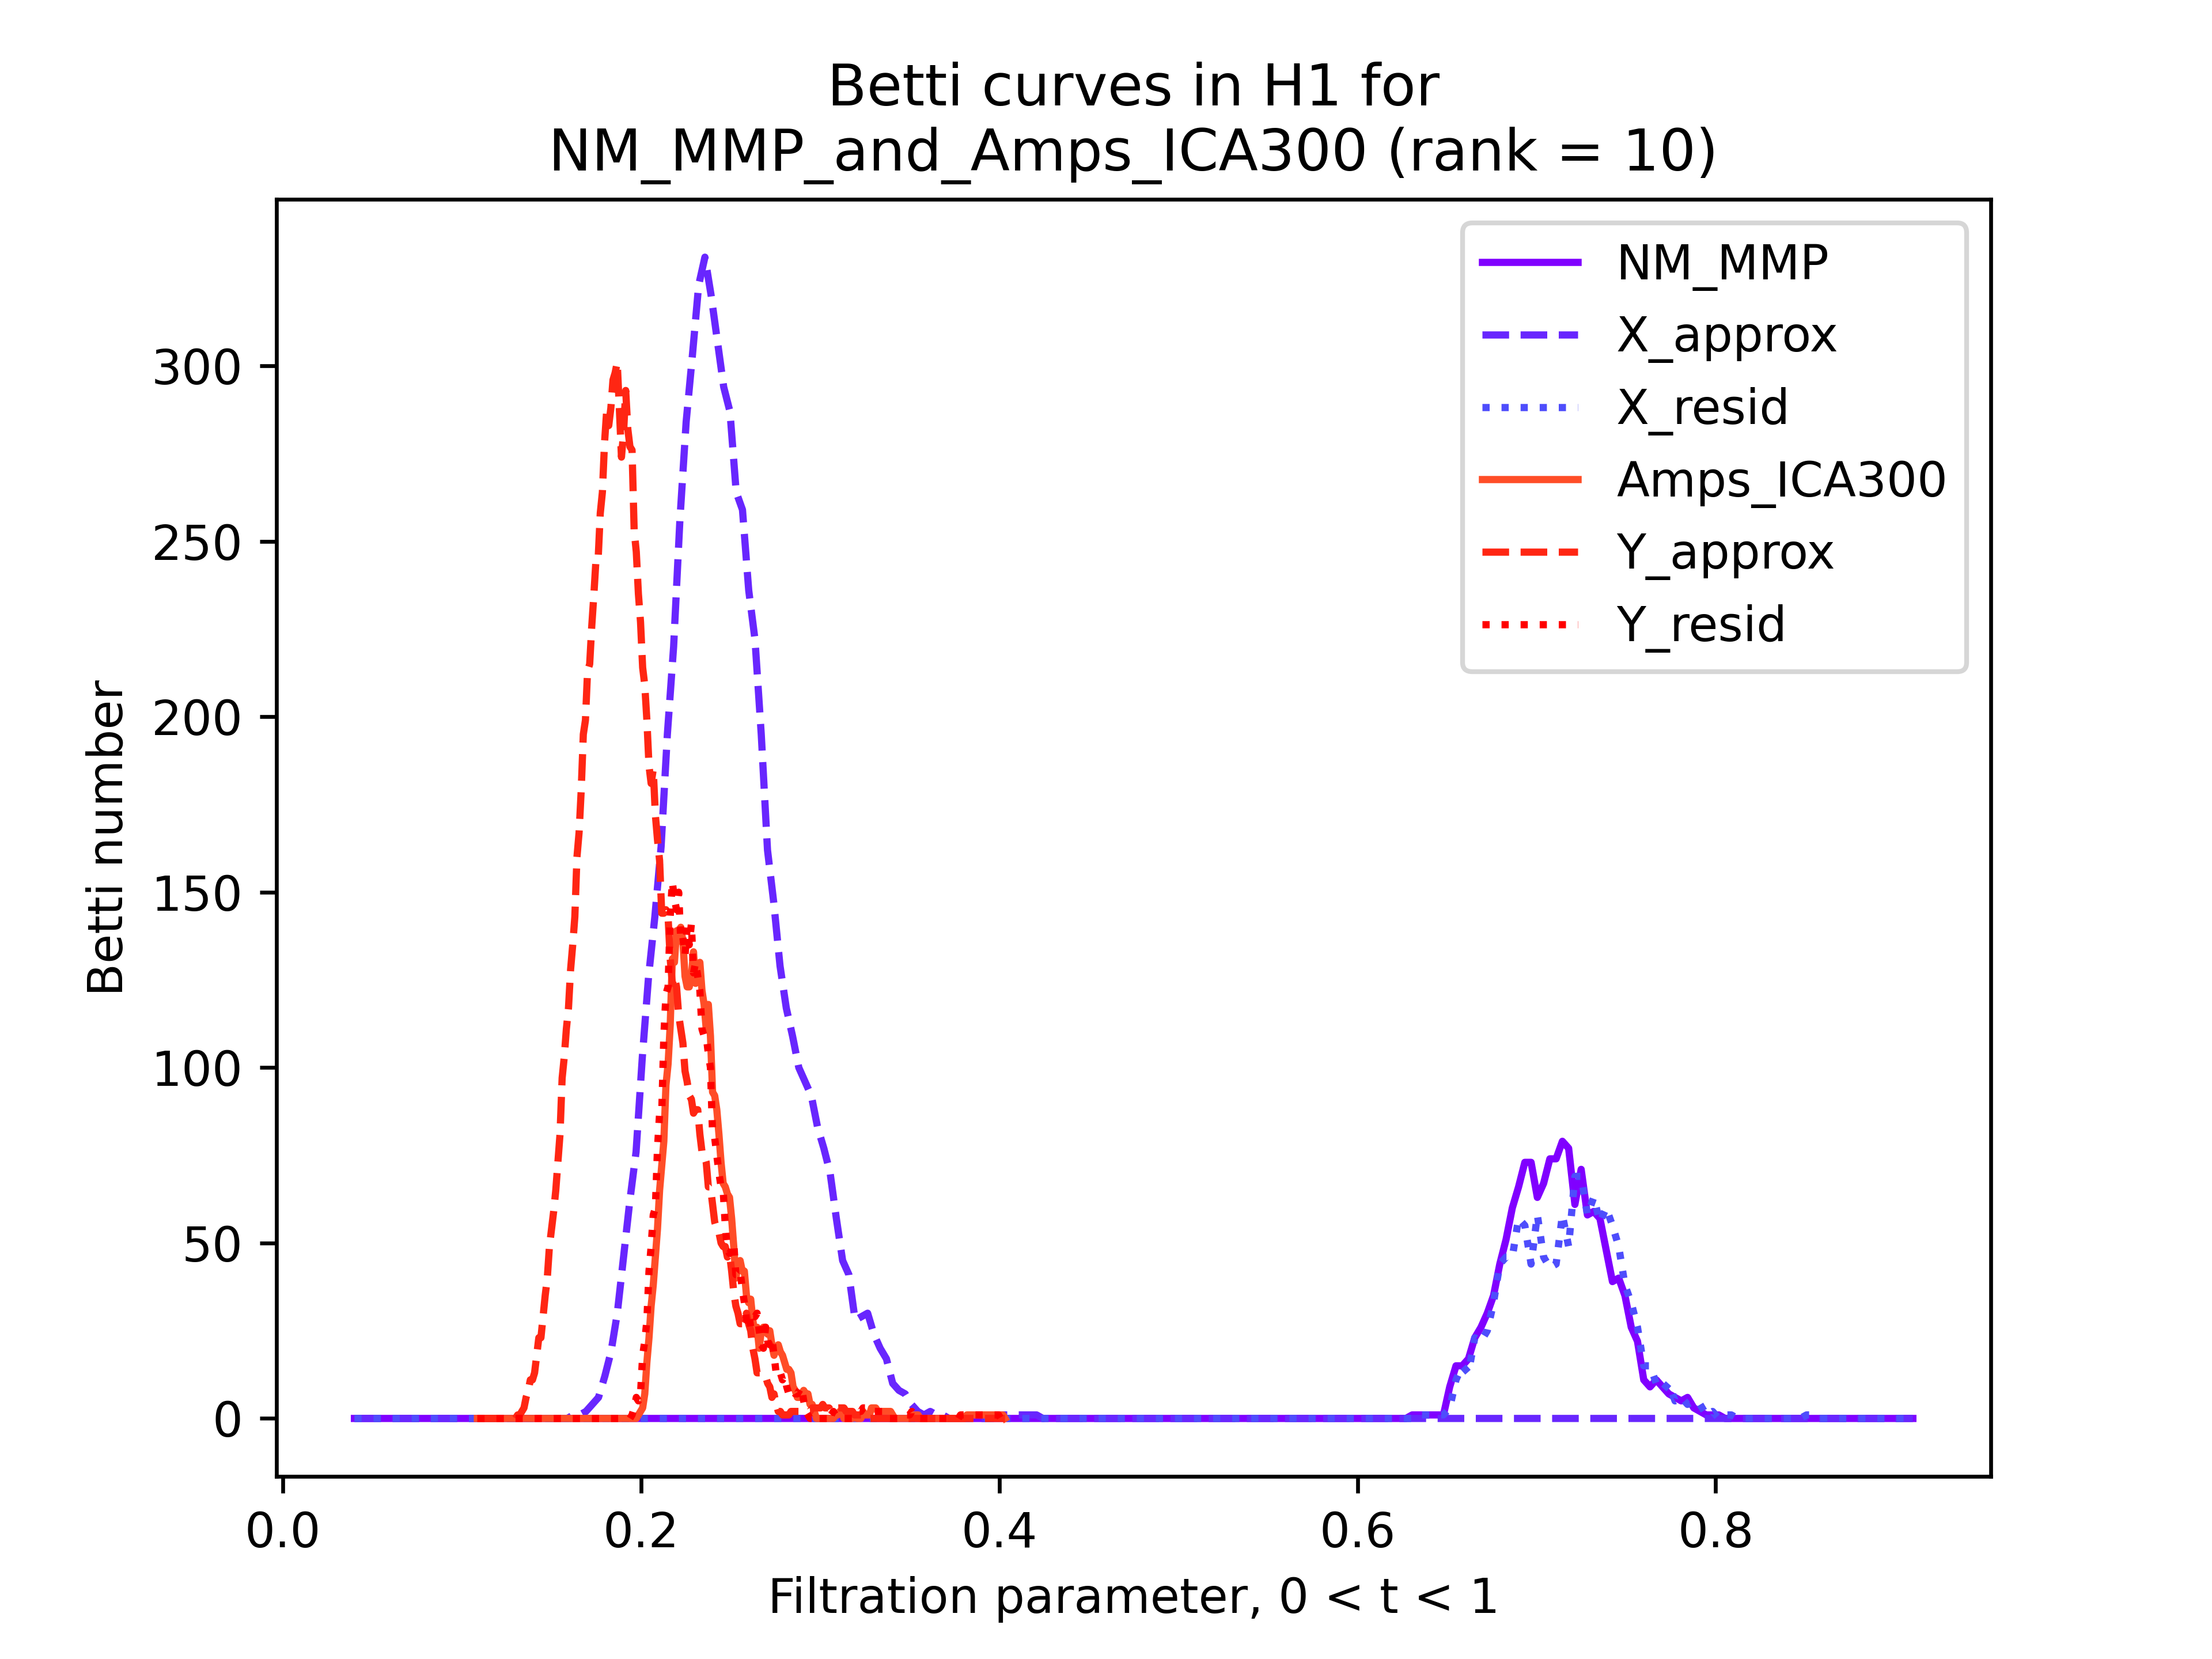 Betti curves in H1 for
NM_MMP_and_Amps_ICA300 (rank = 10)
NM_MMP
X_approx
X_resid
Amps_ICA300
Y_approx
Y_resid
Betti number
300
250
200
150
100
50
0
0.0 0.2 0.4 0.6 0.8
Filtration parameter, 0 < t < 1